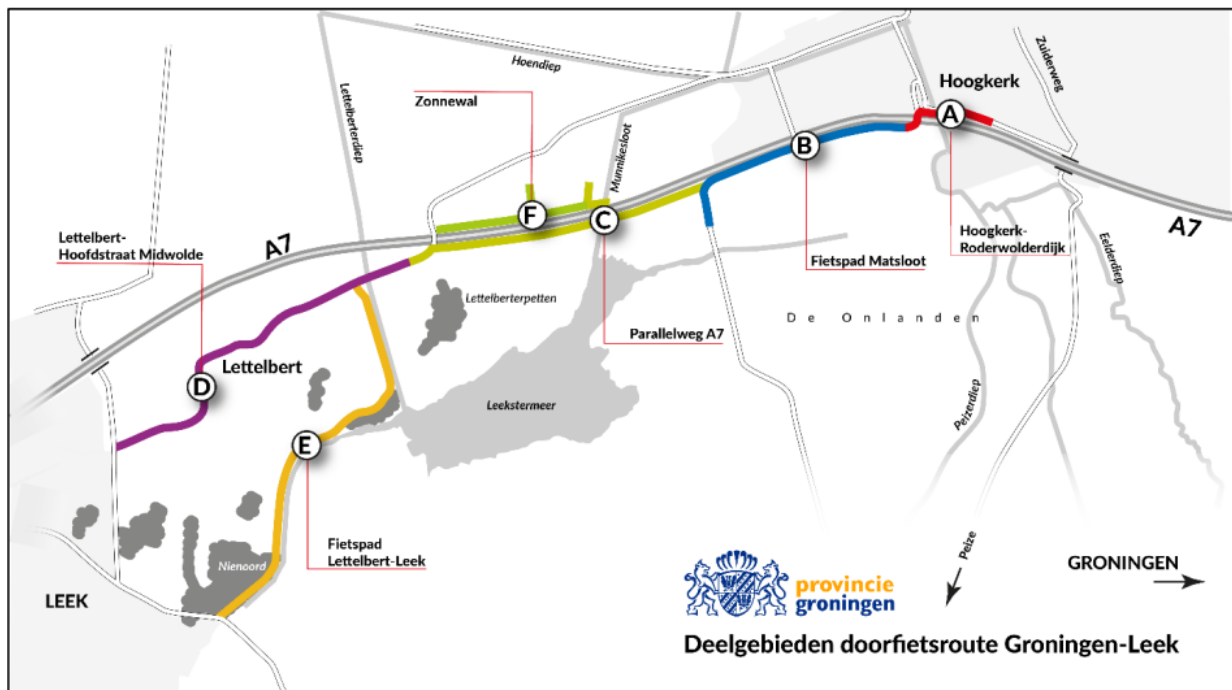 Hoendiep
Zuiderweg
Hoogkerk
Zonnewal
Lettelberterdiep
Munnikesloot
A
B
F
C
Lettelbert-
Hoofdstraat Midwolde
A7
A7
Hoogkerk-
Roderwolderdijk
Fietspad Matsloot
Eelderdiep
Lettelberterpetten
De Onlanden
Parallelweg A7
Lettelbert
D
Leekstermeer
Peizerdiep
E
Fietspad
Lettelbert-Leek
Nienoord
Peize
LEEK
GRONINGEN
provincie
groningen
Deelgebieden doorfietsroute Groningen-Leek